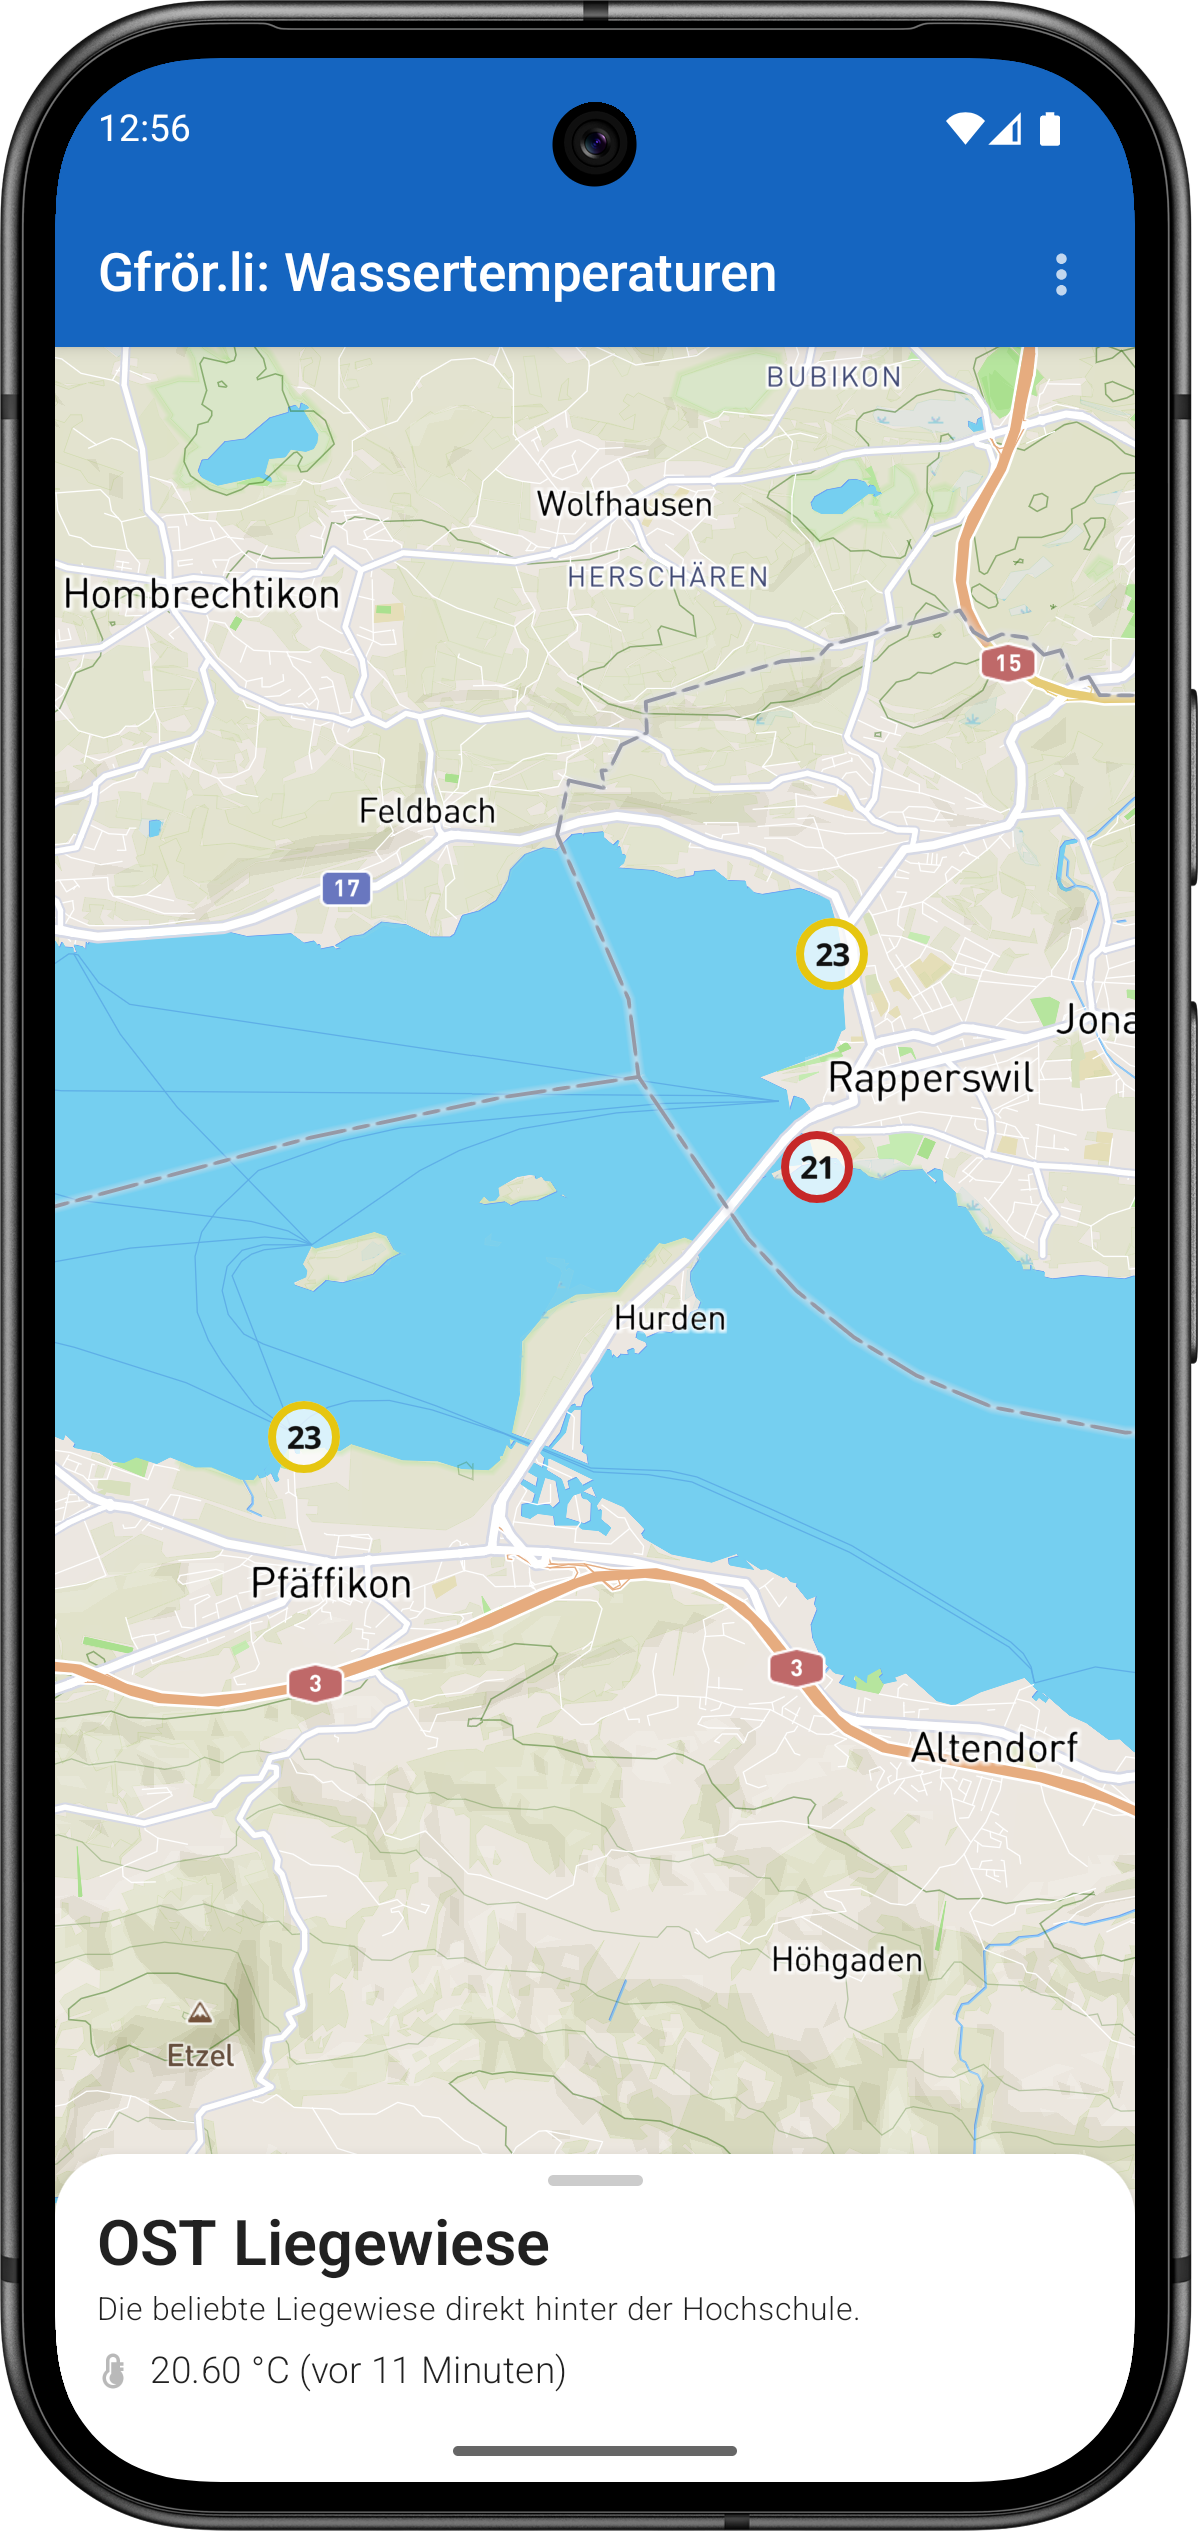 12:56
Gfrör.li: Wassertemperaturen
BUBIKON
Wolfhausen
HERSCHÄREN
Hombrechtikon
15
Feldbach
17
23
Jona
Rapperswil
21
Hurden
23
Pfäffikon
3
3
Altendorf
Höhgaden
Etzel
OST Liegewiese
Die beliebte Liegewiese direkt hinter der Hochschule.
20.60 °C (vor 11 Minuten)